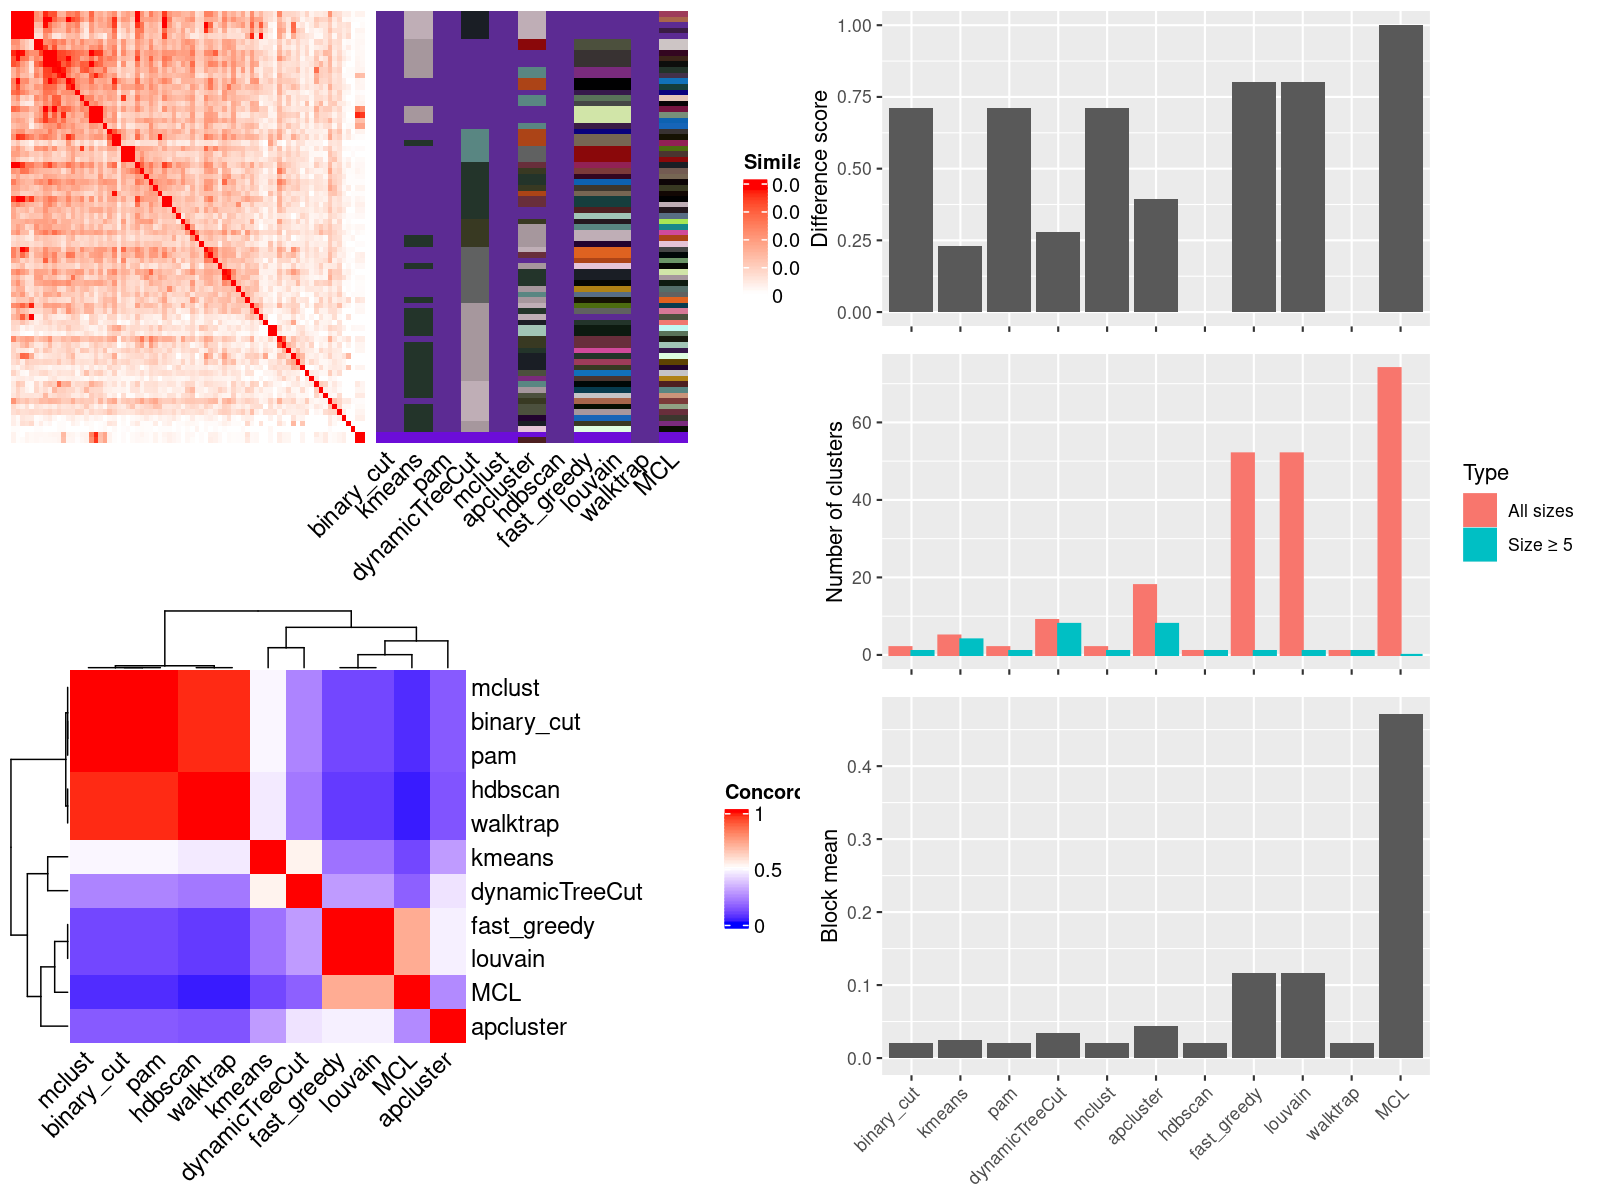 Simila
0.0
0.0
0.0
0.0
0
binary_cut
kmeans
pam
dynamicTreeCut
mclust
apcluster
hdbscan
fast_greedy
louvain
walktrap
MCL
mclust
binary_cut
pam
hdbscan
walktrap
kmeans
dynamicTreeCut
fast_greedy
louvain
MCL
apcluster
mclust
binary_cut
pam
hdbscan
walktrap
kmeans
dynamicTreeCut
fast_greedy
louvain
MCL
apcluster
Concord
1
0.5
0
Difference score
1.00
0.75
0.50
0.25
0.00
Number of clusters
60
40
20
0
Type
All sizes
Size ≥ 5
Block mean
0.4
0.3
0.2
0.1
0.0
binary_cut
kmeans
pam
dynamicTreeCut
mclust
apcluster
hdbscan
fast_greedy
louvain
walktrap
MCL